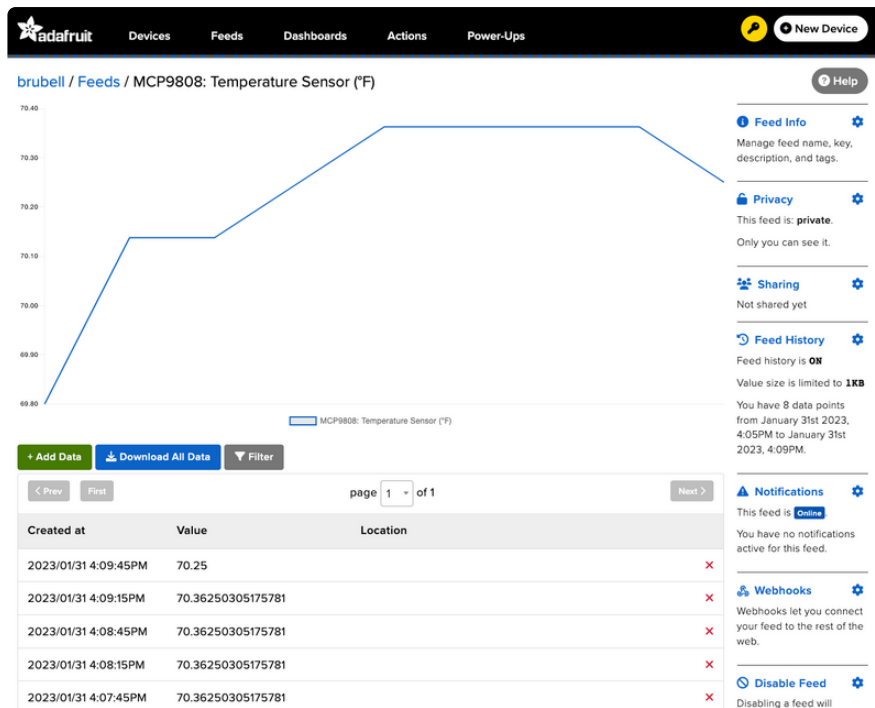 adafruit Devices Feeds Dashboards Actions Power-Ups New Device
brubell / Feeds / MCP9808: Temperature Sensor (°F) Help
70.40
70.30
70.20
70.10
70.00
69.90
69.80
MCP9808: Temperature Sensor (°F)
+ Add Data Download All Data Filter
< Prev First page 1 of 1 Next >
Created at Value Location
2023/01/31 4:09:45PM 70.25
2023/01/31 4:09:15PM 70.36250305175781
2023/01/31 4:08:45PM 70.36250305175781
2023/01/31 4:08:15PM 70.36250305175781
2023/01/31 4:07:45PM 70.36250305175781
Feed Info
Manage feed name, key,
description, and tags.
Privacy
This feed is: private.
Only you can see it.
Sharing
Not shared yet
Feed History
Feed history is ON
Value size is limited to 1KB
You have 8 data points
from January 31st 2023,
4:05PM to January 31st
2023, 4:09PM.
Notifications
This feed is Online.
You have no notifications
active for this feed.
Webhooks
Webhooks let you connect
your feed to the rest of the
web.
Disable Feed
Disabling a feed will